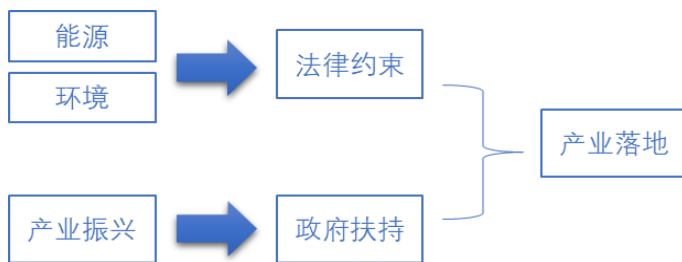 能源
环境
法律约束
产业振兴
政府扶持
产业落地